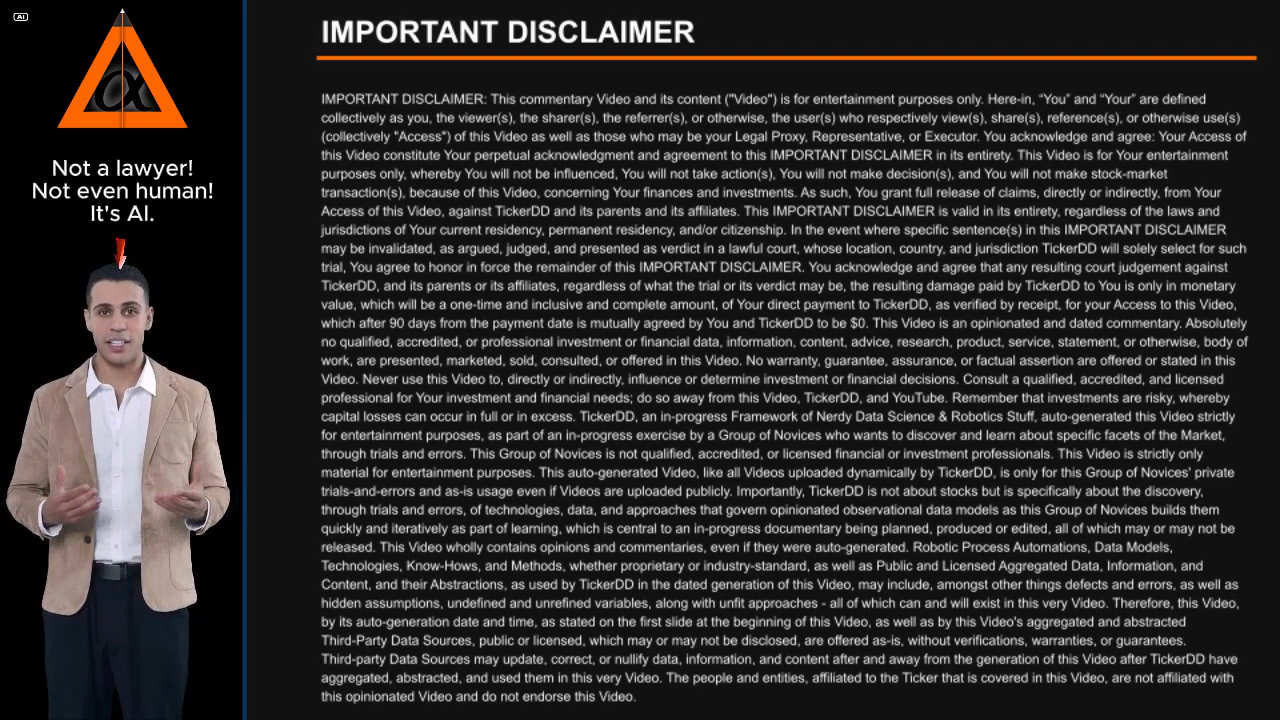 AI
α
Not a lawyer!
Not even human!
It's AI.
IMPORTANT DISCLAIMER
IMPORTANT DISCLAIMER: This commentary Video and its content ("Video") is for entertainment purposes only. Here-in, “You” and “Your” are defined
collectively as you, the viewer(s), the sharer(s), the referrer(s), or otherwise, the user(s) who respectively view(s), share(s), reference(s), or otherwise use(s)
(collectively "Access") of this Video as well as those who may be your Legal Proxy, Representative, or Executor. You acknowledge and agree: Your Access of
this Video constitute Your perpetual acknowledgment and agreement to this IMPORTANT DISCLAIMER in its entirety. This Video is for Your entertainment
purposes only, whereby You will not be influenced, You will not take action(s), You will not make decision(s), and You will not make stock-market
transaction(s), because of this Video, concerning Your finances and investments. As such, You grant full release of claims, directly or indirectly, from Your
Access of this Video, against TickerDD and its parents and its affiliates. This IMPORTANT DISCLAIMER is valid in its entirety, regardless of the laws and
jurisdictions of Your current residency, permanent residency, and/or citizenship. In the event where specific sentence(s) in this IMPORTANT DISCLAIMER
may be invalidated, as argued, judged, and presented as verdict in a lawful court, whose location, country, and jurisdiction TickerDD will solely select for such
trial, You agree to honor in force the remainder of this IMPORTANT DISCLAIMER. You acknowledge and agree that any resulting court judgement against
TickerDD, and its parents or its affiliates, regardless of what the trial or its verdict may be, the resulting damage paid by TickerDD to You is only in monetary
value, which will be a one-time and inclusive and complete amount, of Your direct payment to TickerDD, as verified by receipt, for your Access to this Video,
which after 90 days from the payment date is mutually agreed by You and TickerDD to be $0. This Video is an opinionated and dated commentary. Absolutely
no qualified, accredited, or professional investment or financial data, information, content, advice, research, product, service, statement, or otherwise, body of
work, are presented, marketed, sold, consulted, or offered in this Video. No warranty, guarantee, assurance, or factual assertion are offered or stated in this
Video. Never use this Video to, directly or indirectly, influence or determine investment or financial decisions. Consult a qualified, accredited, and licensed
professional for Your investment and financial needs; do so away from this Video, TickerDD, and YouTube. Remember that investments are risky, whereby
capital losses can occur in full or in excess. TickerDD, an in-progress Framework of Nerdy Data Science & Robotics Stuff, auto-generated this Video strictly
for entertainment purposes, as part of an in-progress exercise by a Group of Novices who wants to discover and learn about specific facets of the Market,
through trials and errors. This Group of Novices is not qualified, accredited, or licensed financial or investment professionals. This Video is strictly only
material for entertainment purposes. This auto-generated Video, like all Videos uploaded dynamically by TickerDD, is only for this Group of Novices' private
trials-and-errors and as-is usage even if Videos are uploaded publicly. Importantly, TickerDD is not about stocks but is specifically about the discovery,
through trials and errors, of technologies, data, and approaches that govern opinionated observational data models as this Group of Novices builds them
quickly and iteratively as part of learning, which is central to an in-progress documentary being planned, produced or edited, all of which may or may not be
released. This Video wholly contains opinions and commentaries, even if they were auto-generated. Robotic Process Automations, Data Models,
Technologies, Know-Hows, and Methods, whether proprietary or industry-standard, as well as Public and Licensed Aggregated Data, Information, and
Content, and their Abstractions, as used by TickerDD in the dated generation of this Video, may include, amongst other things defects and errors, as well as
hidden assumptions, undefined and unrefined variables, along with unfit approaches - all of which can and will exist in this very Video. Therefore, this Video,
by its auto-generation date and time, as stated on the first slide at the beginning of this Video, as well as by this Video's aggregated and abstracted
Third-Party Data Sources, public or licensed, which may or may not be disclosed, are offered as-is, without verifications, warranties, or guarantees.
Third-party Data Sources may update, correct, or nullify data, information, and content after and away from the generation of this Video after TickerDD have
aggregated, abstracted, and used them in this very Video. The people and entities, affiliated to the Ticker that is covered in this Video, are not affiliated with
this opinionated Video and do not endorse this Video.